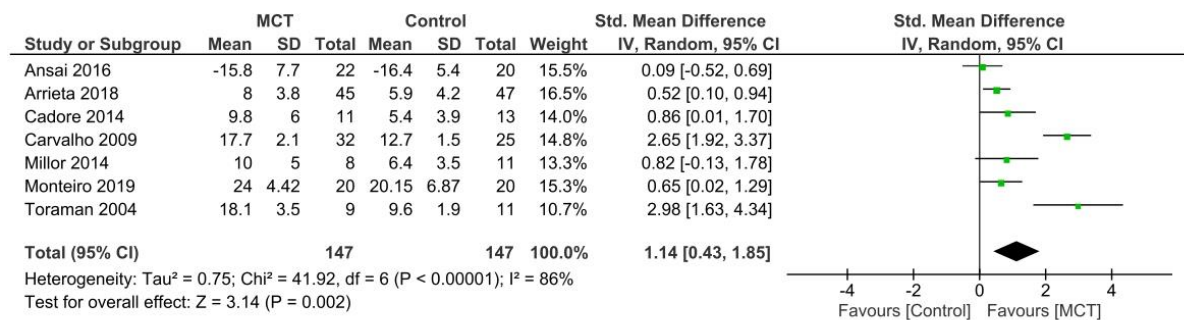 MCT Control Std. Mean Difference Std. Mean Difference
Study or Subgroup Mean SD Total Mean SD Total Weight IV, Random, 95% CI IV, Random, 95% CI
Ansai 2016 -15.8 7.7 22 -16.4 5.4 20 15.5% 0.09 [-0.52, 0.69]
Arrieta 2018 8 3.8 45 5.9 4.2 47 16.5% 0.52 [0.10, 0.94]
Cadore 2014 9.8 6 11 5.4 3.9 13 14.0% 0.86 [0.01, 1.70]
Carvalho 2009 17.7 2.1 32 12.7 1.5 25 14.8% 2.65 [1.92, 3.37]
Millor 2014 10 5 8 6.4 3.5 11 13.3% 0.82 [-0.13, 1.78]
Monteiro 2019 24 4.42 20 20.15 6.87 20 15.3% 0.65 [0.02, 1.29]
Toraman 2004 18.1 3.5 9 9.6 1.9 11 10.7% 2.98 [1.63, 4.34]
Total (95% CI) 147 147 100.0% 1.14 [0.43, 1.85]
Heterogeneity: Tau² = 0.75; Chi² = 41.92, df = 6 (P < 0.00001); I² = 86%
Test for overall effect: Z = 3.14 (P = 0.002)
-4 -2 0 2 4
Favours [Control] Favours [MCT]